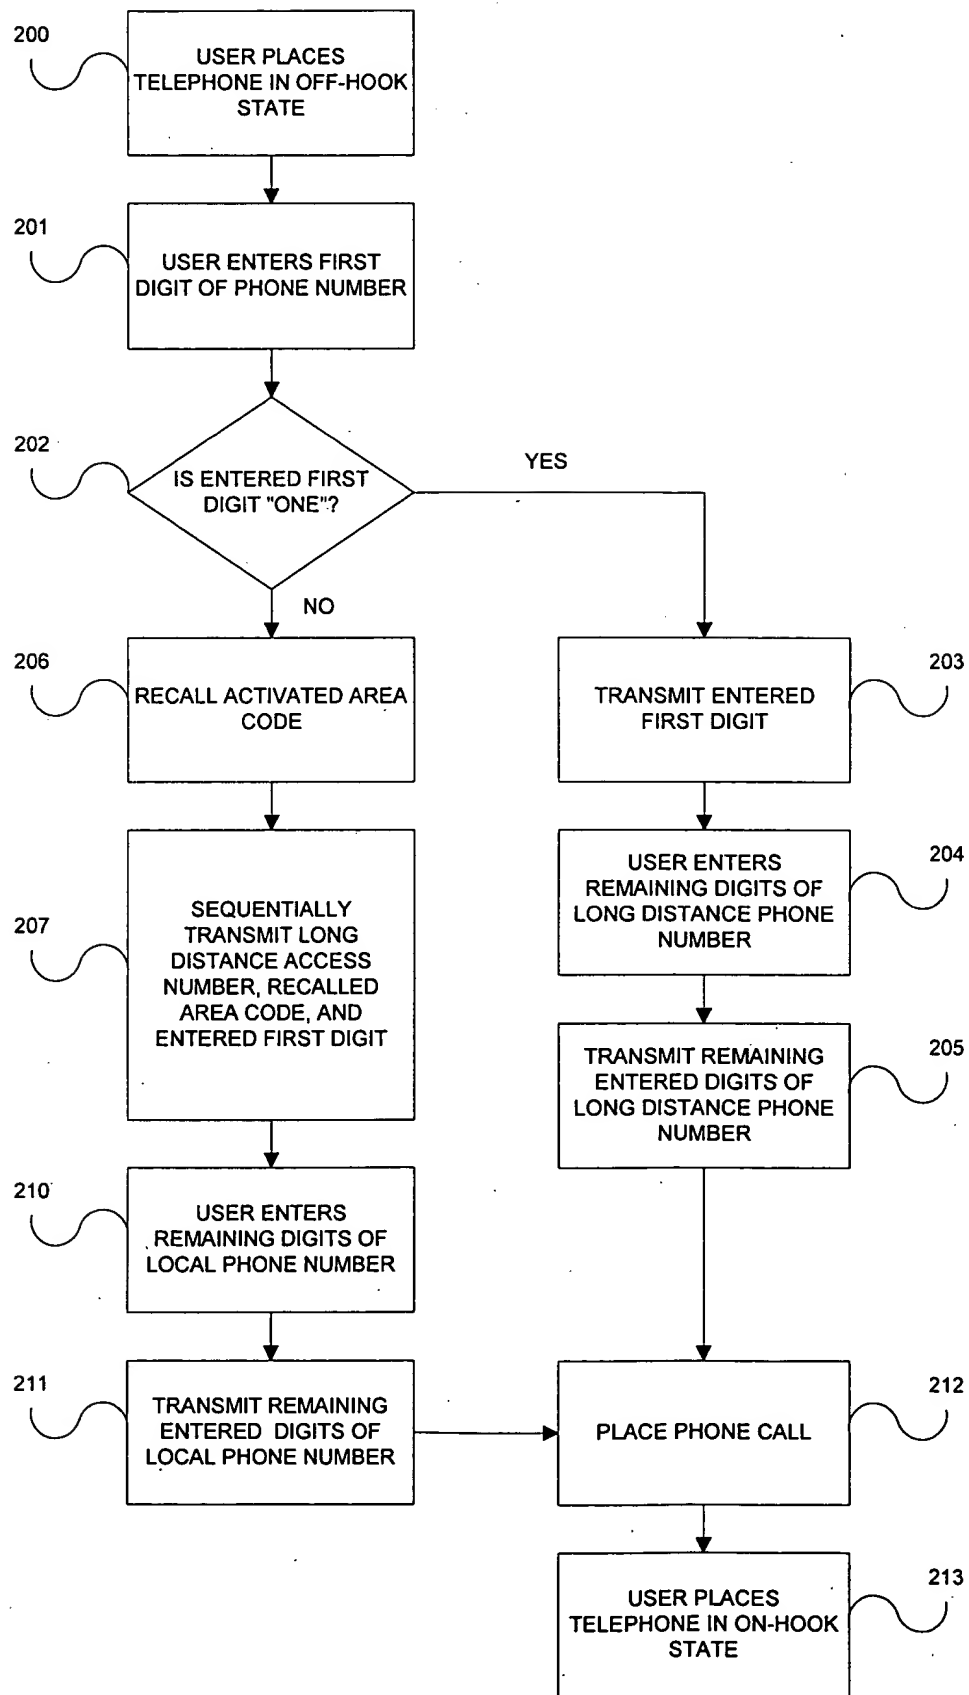 200
USER PLACES
TELEPHONE IN OFF-HOOK
STATE
201
USER ENTERS FIRST
DIGIT OF PHONE NUMBER
202
IS ENTERED FIRST
DIGIT "ONE"?
YES
NO
206
RECALL ACTIVATED AREA
CODE
203
TRANSMIT ENTERED
FIRST DIGIT
207
SEQUENTIALLY
TRANSMIT LONG
DISTANCE ACCESS
NUMBER, RECALLED
AREA CODE, AND
ENTERED FIRST DIGIT
204
USER ENTERS
REMAINING DIGITS OF
LONG DISTANCE PHONE
NUMBER
205
TRANSMIT REMAINING
ENTERED DIGITS OF
LONG DISTANCE PHONE
NUMBER
210
USER ENTERS
REMAINING DIGITS OF
LOCAL PHONE NUMBER
211
TRANSMIT REMAINING
ENTERED DIGITS OF
LOCAL PHONE NUMBER
212
PLACE PHONE CALL
213
USER PLACES
TELEPHONE IN ON-HOOK
STATE